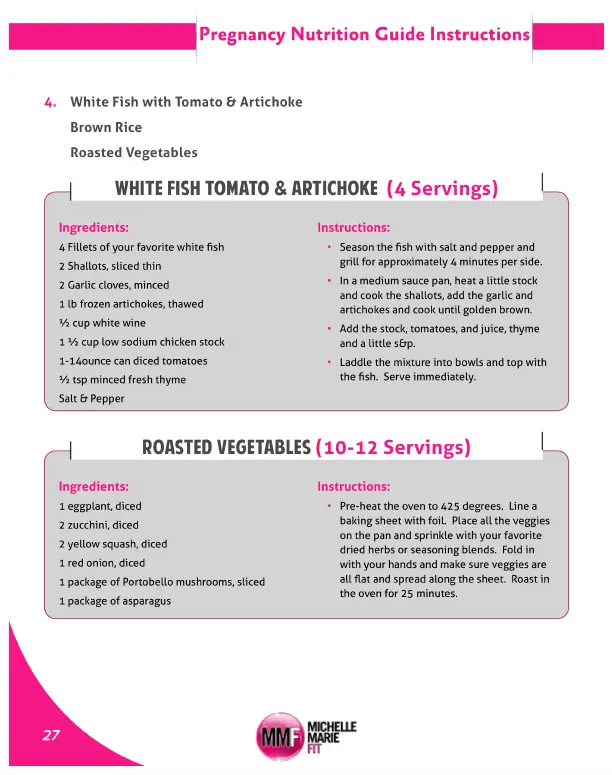 Pregnancy Nutrition Guide Instructions
4. White Fish with Tomato & Artichoke
Brown Rice
Roasted Vegetables
WHITE FISH TOMATO & ARTICHOKE (4 Servings)
Ingredients:
4 Fillets of your favorite white fish
2 Shallots, sliced thin
2 Garlic cloves, minced
1 lb frozen artichokes, thawed
½ cup white wine
1 ½ cup low sodium chicken stock
1-14ounce can diced tomatoes
½ tsp minced fresh thyme
Salt & Pepper
Instructions:
• Season the fish with salt and pepper and
grill for approximately 4 minutes per side.
• In a medium sauce pan, heat a little stock
and cook the shallots, add the garlic and
artichokes and cook until golden brown.
• Add the stock, tomatoes, and juice, thyme
and a little s&p.
• Laddle the mixture into bowls and top with
the fish. Serve immediately.
ROASTED VEGETABLES (10-12 Servings)
Ingredients:
1 eggplant, diced
2 zucchini, diced
2 yellow squash, diced
1 red onion, diced
1 package of Portobello mushrooms, sliced
1 package of asparagus
Instructions:
• Pre-heat the oven to 425 degrees. Line a
baking sheet with foil. Place all the veggies
on the pan and sprinkle with your favorite
dried herbs or seasoning blends. Fold in
with your hands and make sure veggies are
all flat and spread along the sheet. Roast in
the oven for 25 minutes.
27
MMF
MICHELLE
MARIE
FIT